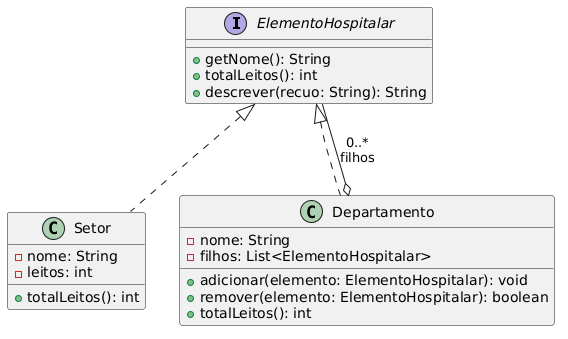 I ElementoHospitalar
getNome(): String
totalLeitos(): int
descrever(recuo: String): String
0..*
filhos
C Setor
nome: String
leitos: int
totalLeitos(): int
C Departamento
nome: String
filhos: List<ElementoHospitalar>
adicionar(elemento: ElementoHospitalar): void
remover(elemento: ElementoHospitalar): boolean
totalLeitos(): int